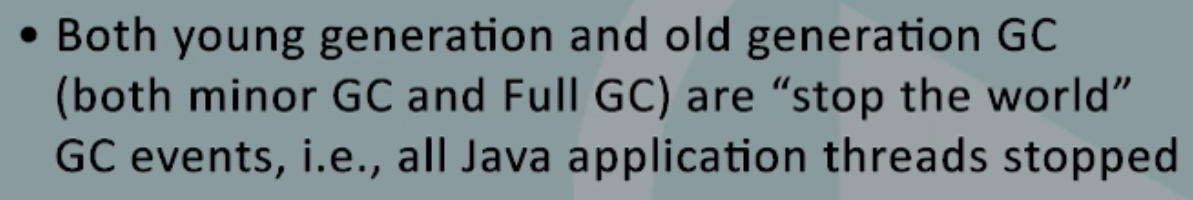 • Both young generation and old generation GC
(both minor GC and Full GC) are “stop the world”
GC events, i.e., all Java application threads stopped